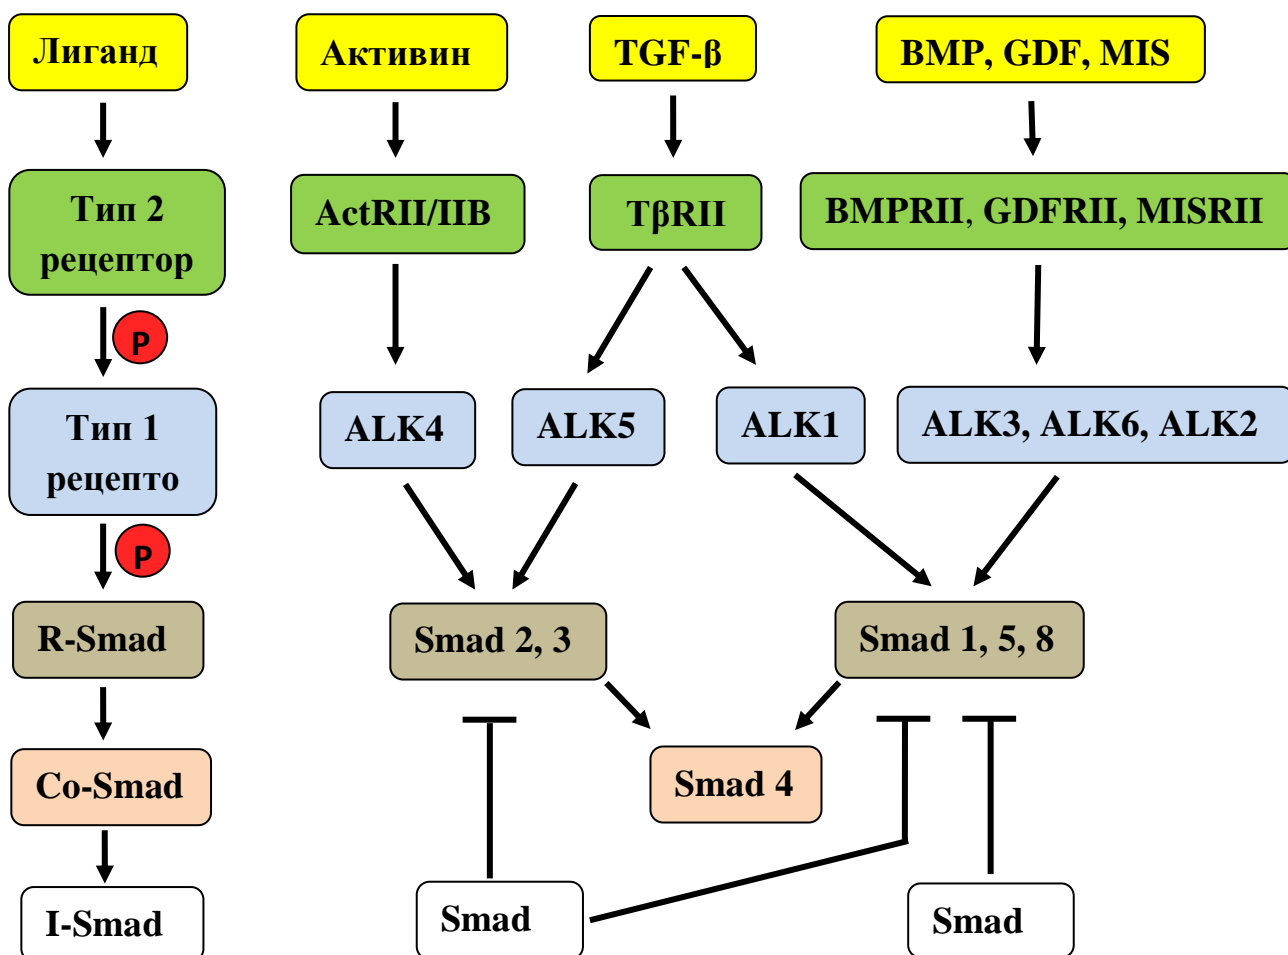 Лиганд
Активин
TGF-β
BMP, GDF, MIS
Тип 2
рецептор
ActRII/IIB
TβRII
BMPRII, GDFRII, MISRII
P
Тип 1
рецепто
ALK4
ALK5
ALK1
ALK3, ALK6, ALK2
P
R-Smad
Smad 2, 3
Smad 1, 5, 8
Co-Smad
Smad 4
I-Smad
Smad
Smad